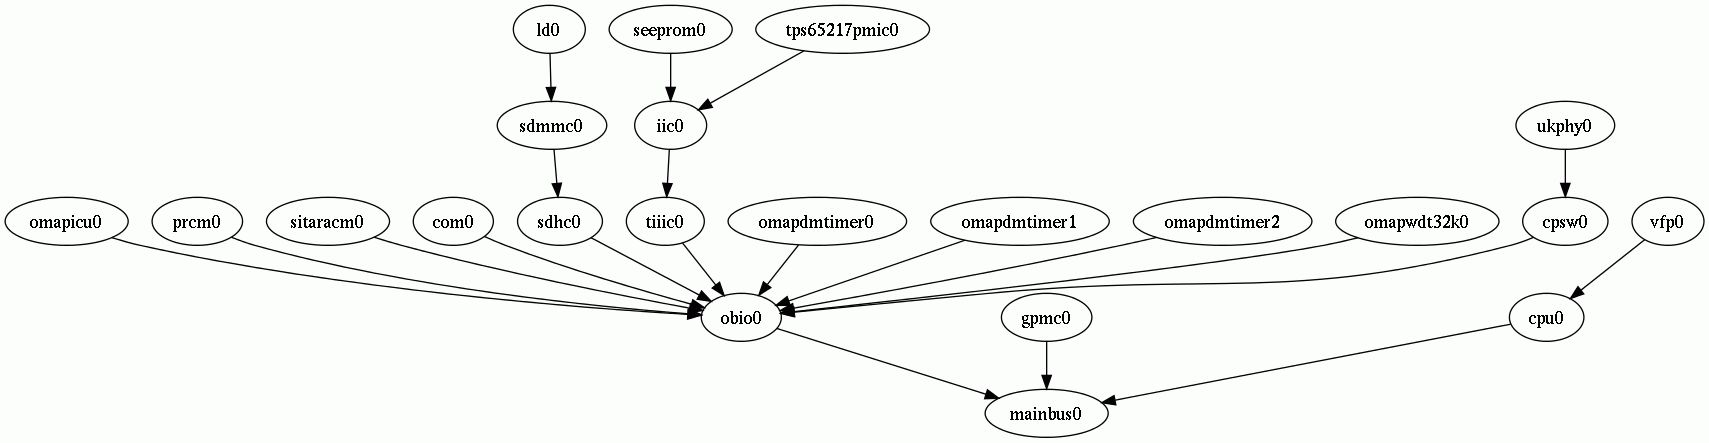 ld0
seeprom0
tps65217pmic0
sdmmc0
iic0
ukphy0
omapicu0
prcm0
sitaracm0
com0
sdhc0
tiiic0
omapdmtimer0
omapdmtimer1
omapdmtimer2
omapwdt32k0
cpsw0
vfp0
obio0
gpmc0
cpu0
mainbus0